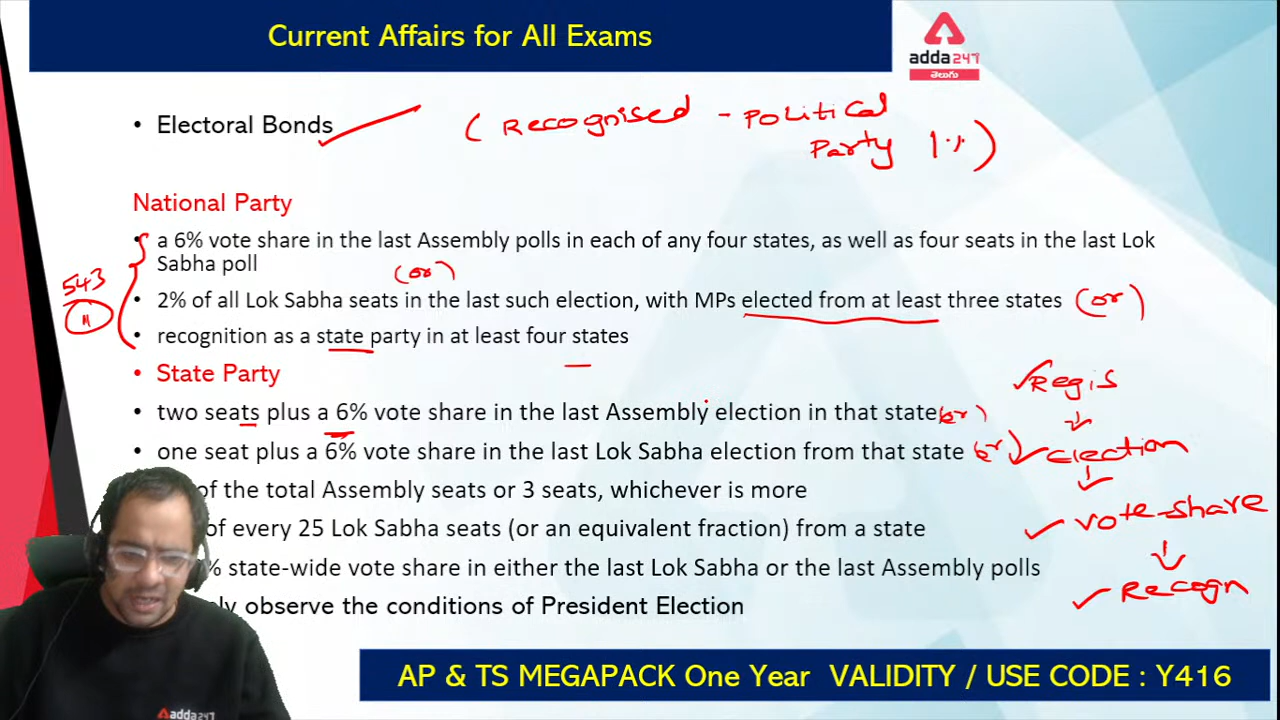 Current Affairs for All Exams
adda247
తెలుగు
• Electoral Bonds
( Recognised - Political
Party 1% )
National Party
• a 6% vote share in the last Assembly polls in each of any four states, as well as four seats in the last Lok
Sabha poll
(or)
543
11
• 2% of all Lok Sabha seats in the last such election, with MPs elected from at least three states (or)
• recognition as a state party in at least four states
• State Party
Regis
• two seats plus a 6% vote share in the last Assembly election in that state (or)
• one seat plus a 6% vote share in the last Lok Sabha election from that state (or)
Election
of the total Assembly seats or 3 seats, whichever is more
Vote-share
of every 25 Lok Sabha seats (or an equivalent fraction) from a state
% state-wide vote share in either the last Lok Sabha or the last Assembly polls
Recogn
observe the conditions of President Election
AP & TS MEGAPACK One Year VALIDITY / USE CODE : Y416
adda247